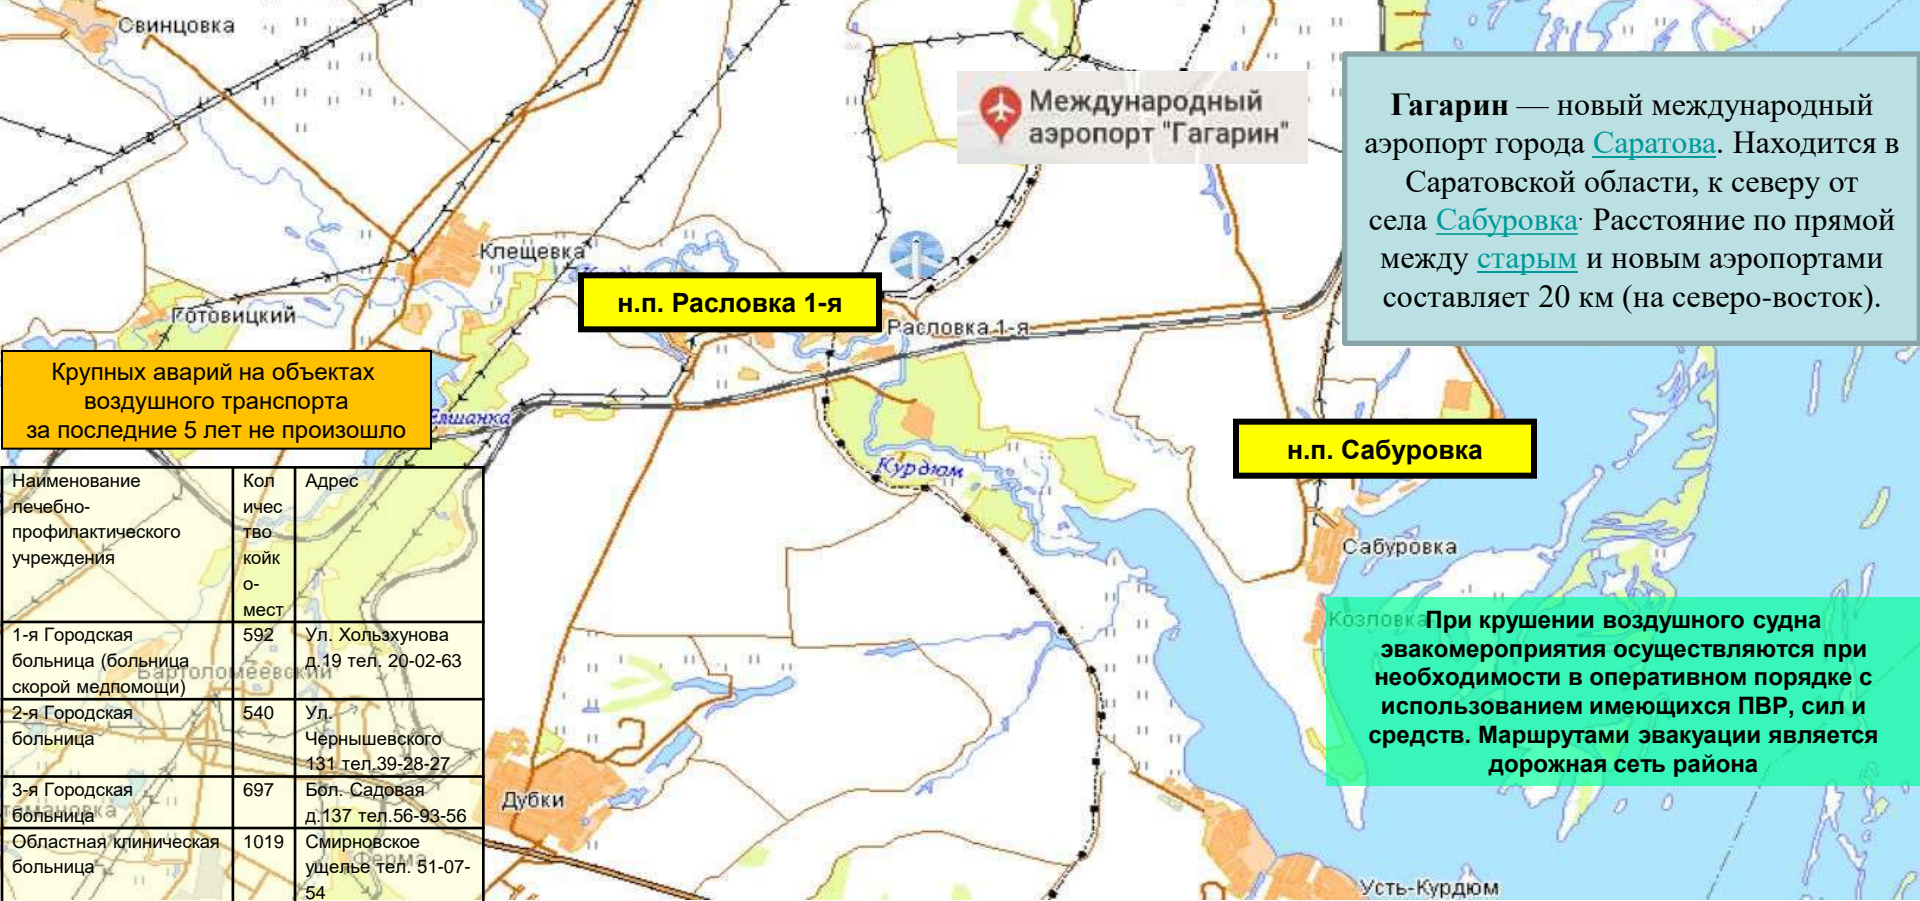 Свинцовка
Международный
аэропорт "Гагарин"
Гагарин — новый международный
аэропорт города Саратова. Находится в
Саратовской области, к северу от
села Сабуровка· Расстояние по прямой
между старым и новым аэропортами
составляет 20 км (на северо-восток).
Клещевка
н.п. Расловка 1-я
Готовицкий
Расловка 1-я
Крупных аварий на объектах
воздушного транспорта
за последние 5 лет не произошло
Елшанка
н.п. Сабуровка
Курдюм
Наименование
лечебно-
профилактического
учреждения
Кол
ичес
тво
койк
о-
мест
Адрес
1-я Городская
больница (больница
скорой медпомощи)
592
Ул. Хользхунова
д.19 тел. 20-02-63
Вартоломеевский
2-я Городская
больница
540
Ул.
Чернышевского
131 тел.39-28-27
3-я Городская
больница
697
Бол. Садовая
д.137 тел.56-93-56
Областная клиническая
больница
1019
Смирновское
ущелье тел. 51-07-
54
Ферма
Сабуровка
Козловка
При крушении воздушного судна
эвакомероприятия осуществляются при
необходимости в оперативном порядке с
использованием имеющихся ПВР, сил и
средств. Маршрутами эвакуации является
дорожная сеть района
Дубки
Усть-Курдюм